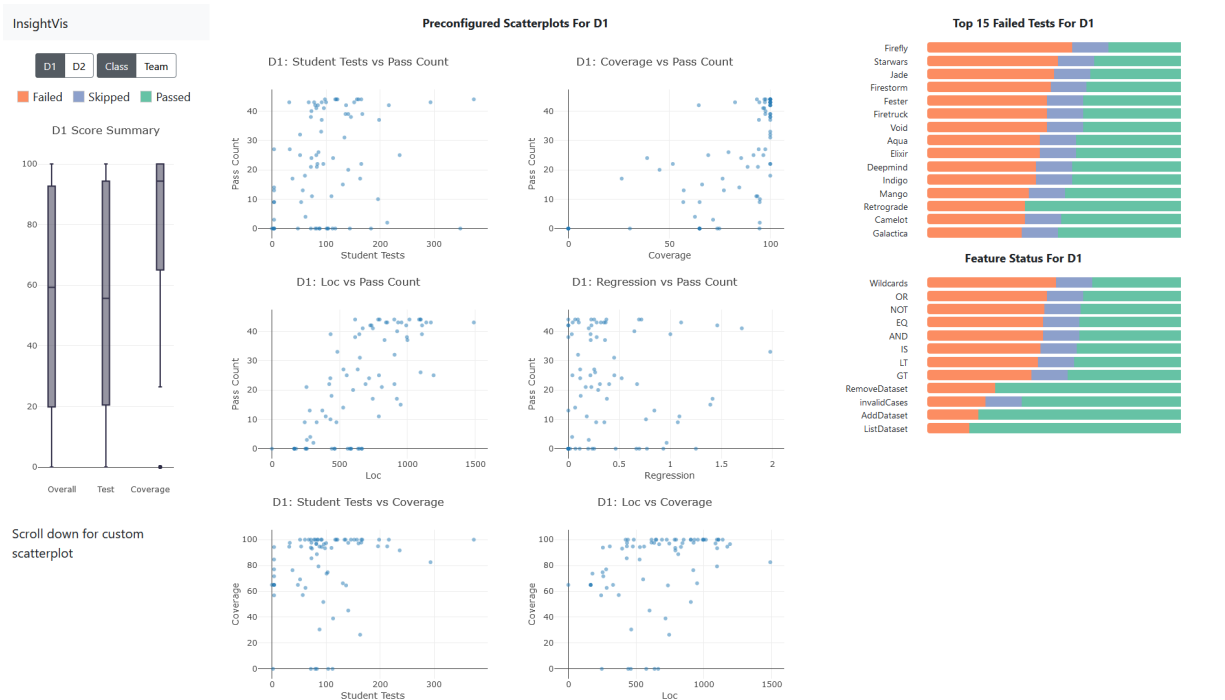 InsightVis
D1 D2 Class Team
Failed Skipped Passed
D1 Score Summary
100
80
60
40
20
0
Overall Test Coverage
Scroll down for custom
scatterplot
Preconfigured Scatterplots For D1
D1: Student Tests vs Pass Count
Pass Count
40
30
20
10
0
0 100 200 300
Student Tests
D1: Coverage vs Pass Count
Pass Count
40
30
20
10
0
0 50 100
Coverage
D1: Loc vs Pass Count
Pass Count
40
30
20
10
0
0 500 1000 1500
Loc
D1: Regression vs Pass Count
Pass Count
40
30
20
10
0
0 0.5 1 1.5 2
Regression
D1: Student Tests vs Coverage
Coverage
100
80
60
40
20
0
0 100 200 300
Student Tests
D1: Loc vs Coverage
Coverage
100
80
60
40
20
0
0 500 1000 1500
Loc
Top 15 Failed Tests For D1
Firefly
Starwars
Jade
Firestorm
Fester
Firetruck
Void
Aqua
Elixir
Deepmind
Indigo
Mango
Retrograde
Camelot
Galactica
Feature Status For D1
Wildcards
OR
NOT
EQ
AND
IS
LT
GT
RemoveDataset
invalidCases
AddDataset
ListDataset